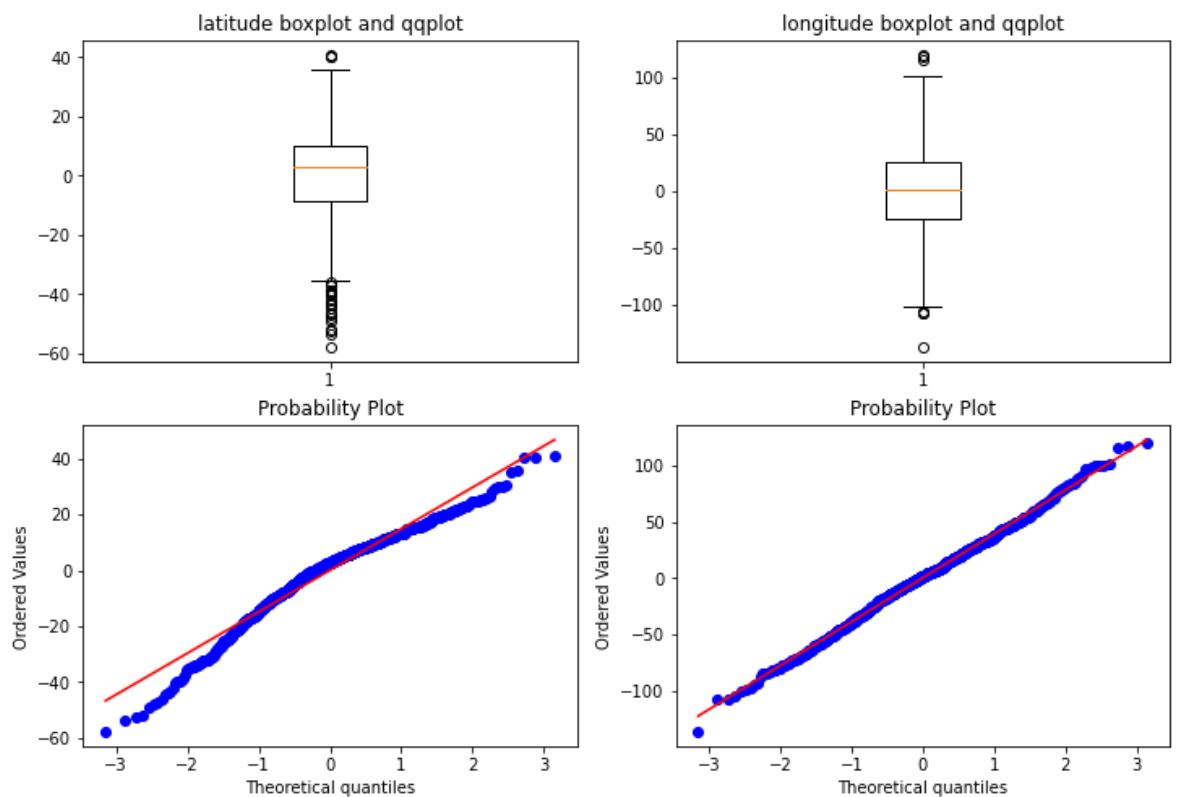 latitude boxplot and qqplot
40
20
0
−20
−40
−60
1
longitude boxplot and qqplot
100
50
0
−50
−100
1
Probability Plot
Ordered Values
40
20
0
−20
−40
−60
−3 −2 −1 0 1 2 3
Theoretical quantiles
Probability Plot
Ordered Values
100
50
0
−50
−100
−3 −2 −1 0 1 2 3
Theoretical quantiles